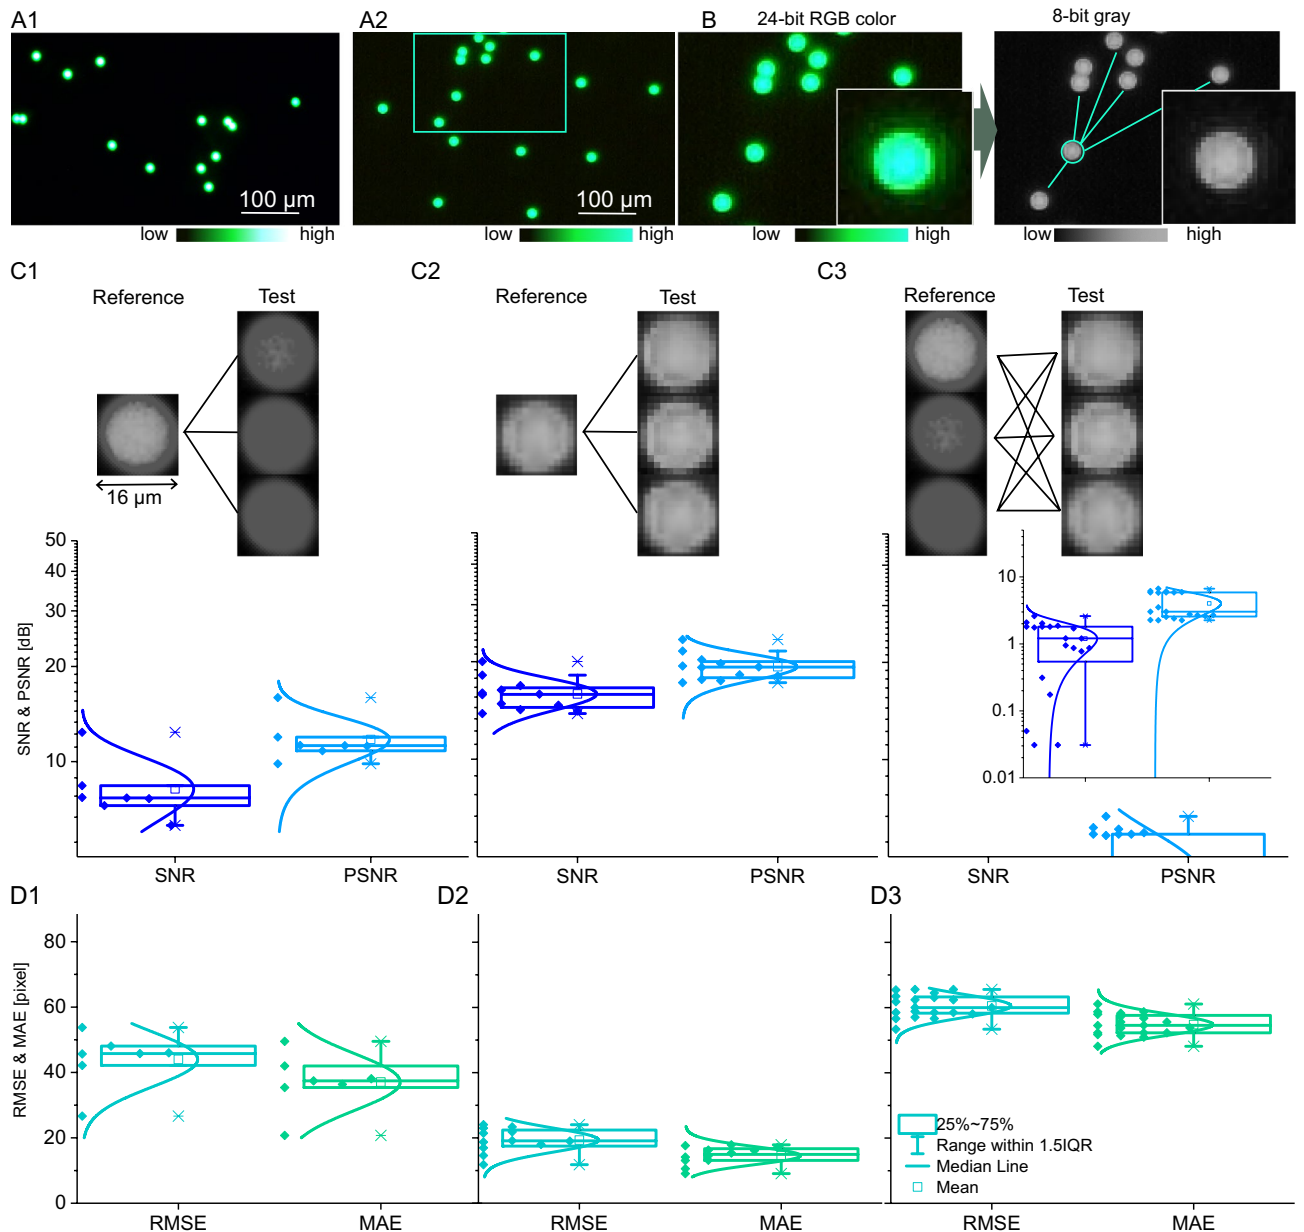 A1
A2
B
24-bit RGB color
8-bit gray
100 µm
100 µm
low
high
low
high
low
high
low
high
C1
C2
C3
Reference
Test
Reference
Test
Reference
Test
16 µm
SNR & PSNR [dB]
50
40
30
20
10
10
1
0.1
0.01
SNR
PSNR
SNR
PSNR
SNR
PSNR
D1
D2
D3
RMSE & MAE [pixel]
80
60
40
20
0
25%~75%
Range within 1.5IQR
Median Line
Mean
RMSE
MAE
RMSE
MAE
RMSE
MAE